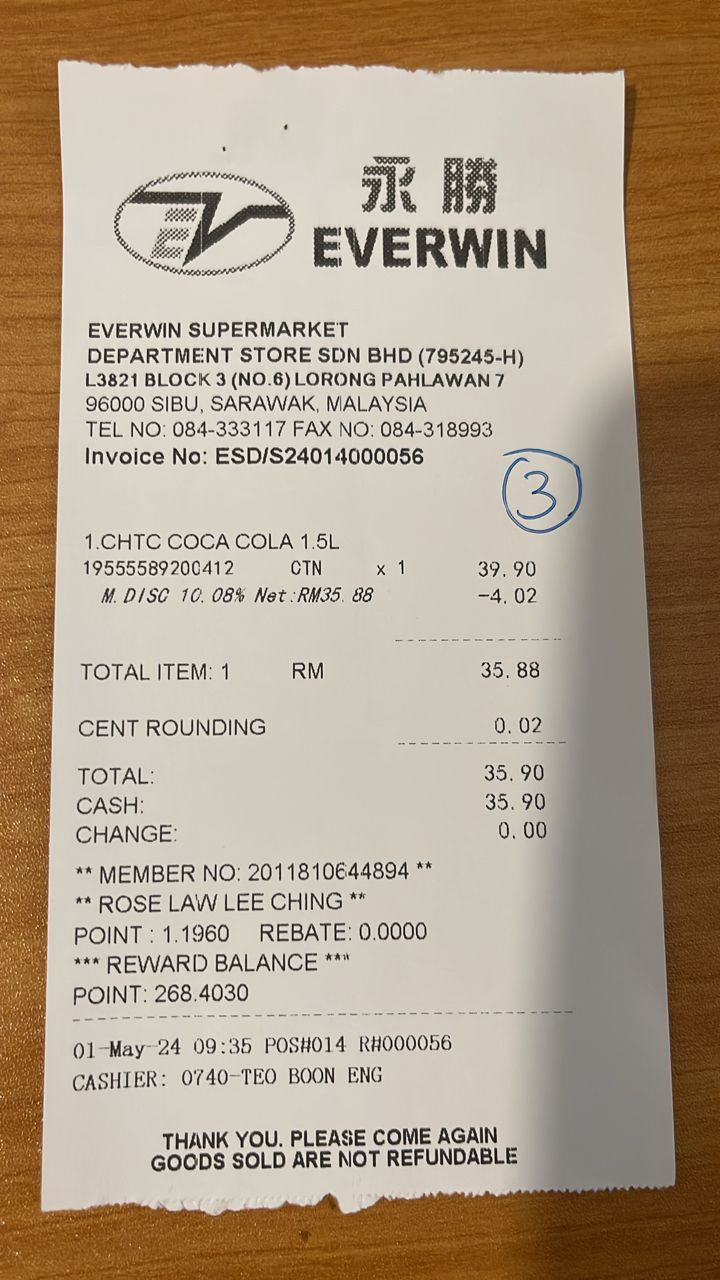 永勝
EVERWIN
EVERWIN SUPERMARKET
DEPARTMENT STORE SDN BHD (795245-H)
L3821 BLOCK 3 (NO.6) LORONG PAHLAWAN 7
96000 SIBU, SARAWAK, MALAYSIA
TEL NO: 084-333117 FAX NO: 084-318993
Invoice No: ESD/S24014000056
3
1.CHTC COCA COLA 1.5L
19555589200412 CTN x 1 39.90
M.DISC 10.08% Net:RM35.88 -4.02
TOTAL ITEM: 1 RM 35.88
CENT ROUNDING 0.02
TOTAL: 35.90
CASH: 35.90
CHANGE: 0.00
** MEMBER NO: 2011810644894 **
** ROSE LAW LEE CHING **
POINT : 1.1960 REBATE: 0.0000
*** REWARD BALANCE ***
POINT: 268.4030
01-May-24 09:35 POS#014 R#000056
CASHIER: 0740-TEO BOON ENG
THANK YOU. PLEASE COME AGAIN
GOODS SOLD ARE NOT REFUNDABLE